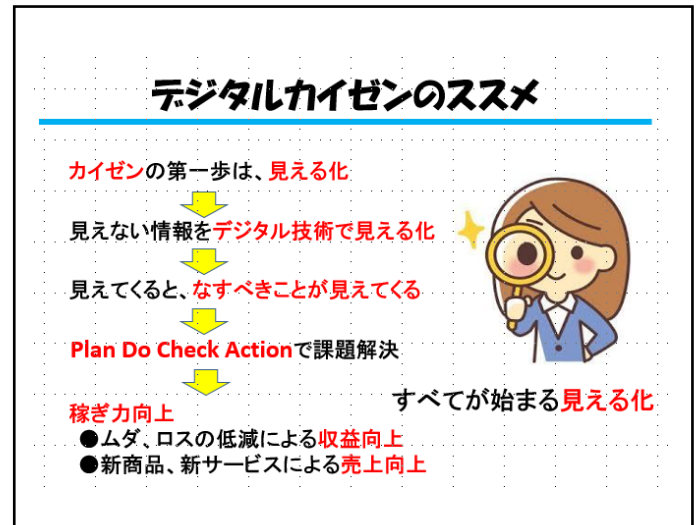 デジタルカイゼンのススメ
カイゼンの第一歩は、見える化
見えない情報をデジタル技術で見える化
見えてくると、なすべきことが見えてくる
Plan Do Check Actionで課題解決
稼ぎ力向上
●ムダ、ロスの低減による収益向上
●新商品、新サービスによる売上向上
すべてが始まる見える化